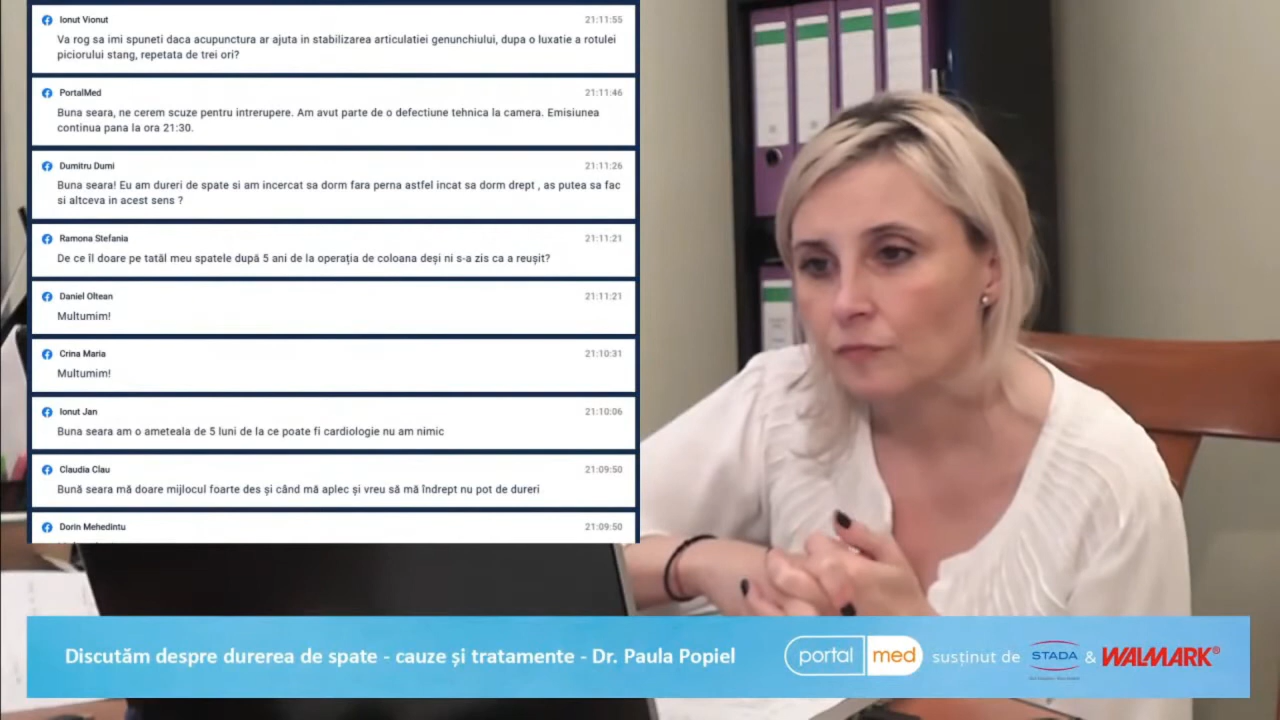 Ionut Vionut 21:11:55
Va rog sa imi spuneti daca acupunctura ar ajuta in stabilizarea articulatiei genunchiului, dupa o luxatie a rotulei
piciorului stang, repetata de trei ori?
PortalMed 21:11:46
Buna seara, ne cerem scuze pentru intrerupere. Am avut parte de o defectiune tehnica la camera. Emisiunea
continua pana la ora 21:30.
Dumitru Dumi 21:11:26
Buna seara! Eu am dureri de spate si am incercat sa dorm fara perna astfel incat sa dorm drept , as putea sa fac
si altceva in acest sens ?
Ramona Stefania 21:11:21
De ce îl doare pe tatăl meu spatele după 5 ani de la operația de coloana deși ni s-a zis ca a reușit?
Daniel Oltean 21:11:21
Multumim!
Crina Maria 21:10:31
Multumim!
Ionut Jan 21:10:06
Buna seara am o ameteala de 5 luni de la ce poate fi cardiologie nu am nimic
Claudia Clau 21:09:50
Bună seara mă doare mijlocul foarte des și când mă aplec și vreu să mă îndrept nu pot de dureri
Dorin Mehedintu 21:09:50
Discutăm despre durerea de spate - cauze și tratamente - Dr. Paula Popiel
portal med susținut de STADA & WALMARK®